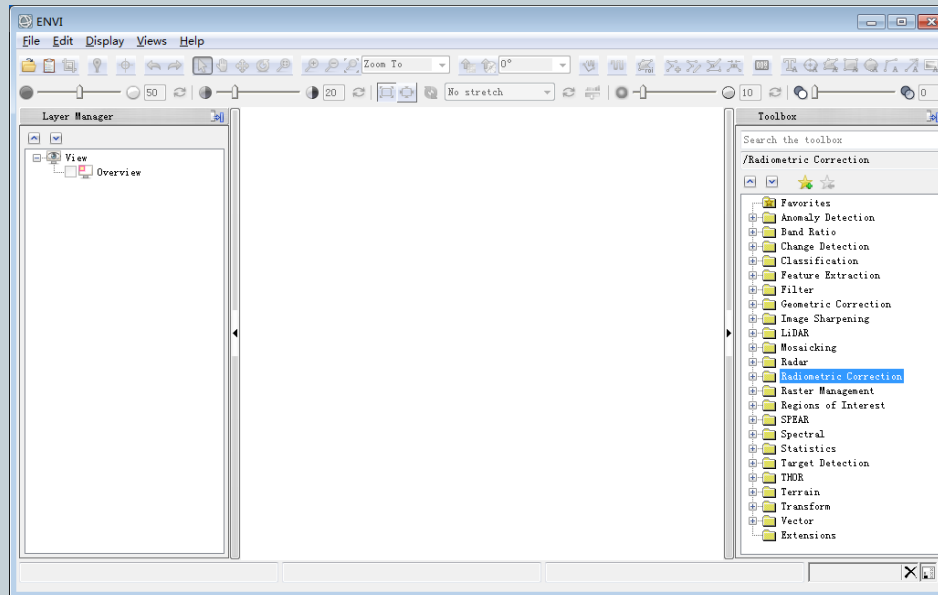 ENVI
File Edit Display Views Help
Zoom To 0°
50 20 No stretch 10 0
Layer Manager
View
Overview
Toolbox
Search the toolbox
/Radiometric Correction
Favorites
Anomaly Detection
Band Ratio
Change Detection
Classification
Feature Extraction
Filter
Geometric Correction
Image Sharpening
LiDAR
Mosaicking
Radar
Radiometric Correction
Raster Management
Regions of Interest
SPEAR
Spectral
Statistics
Target Detection
THOR
Terrain
Transform
Vector
Extensions